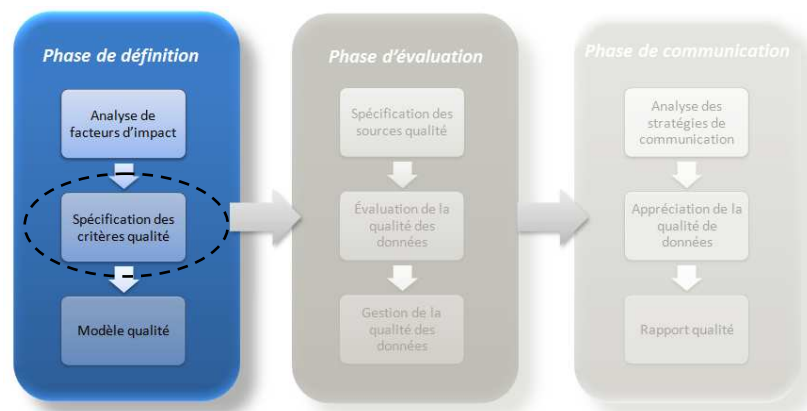 Phase de définition
Analyse de
facteurs d'impact
Spécification des
critères qualité
Modèle qualité
Phase d'évaluation
Spécification des
sources qualité
Évaluation de la
qualité des
données
Gestion de la
qualité des
données
Phase de communication
Analyse des
stratégies de
communication
Appréciation de la
qualité de
données
Rapport qualité